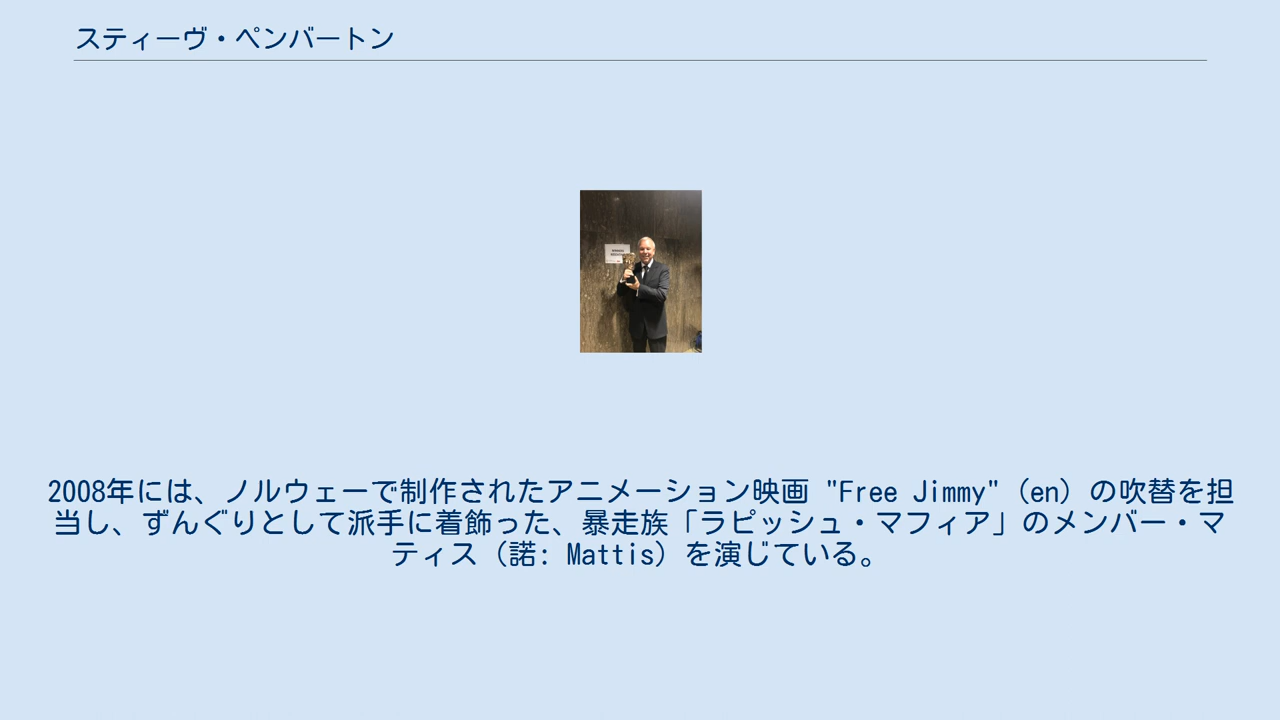 スティーヴ・ペンバートン
2008年には、ノルウェーで制作されたアニメーション映画 "Free Jimmy"（en）の吹替を担
当し、ずんぐりとして派手に着飾った、暴走族「ラピッシュ・マフィア」のメンバー・マ
ティス（諾: Mattis）を演じている。